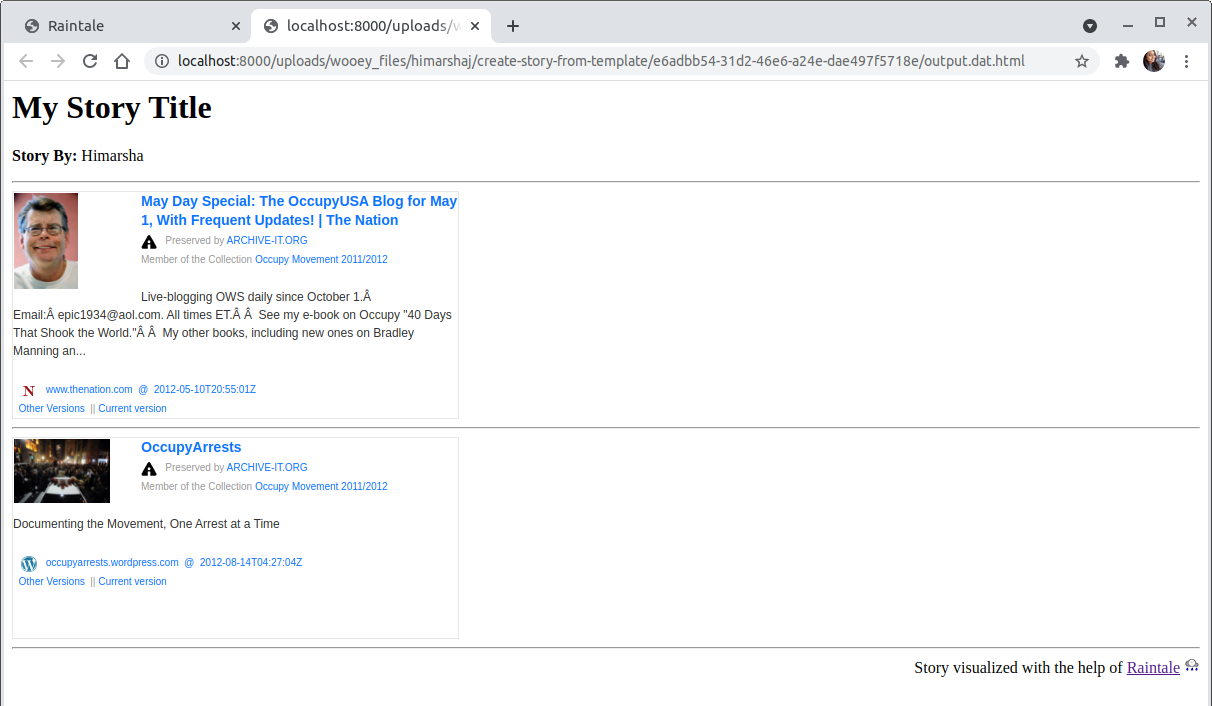 Raintale
localhost:8000/uploads/w
localhost:8000/uploads/wooey_files/himarshaj/create-story-from-template/e6adbb54-31d2-46e6-a24e-dae497f5718e/output.dat.html
My Story Title
Story By: Himarsha
May Day Special: The OccupyUSA Blog for May
1, With Frequent Updates! | The Nation
Preserved by ARCHIVE-IT.ORG
Member of the Collection Occupy Movement 2011/2012
Live-blogging OWS daily since October 1.Â
Email:Â epic1934@aol.com. All times ET.Â Â  See my e-book on Occupy "40 Days
That Shook the World."Â Â  My other books, including new ones on Bradley
Manning an...
N www.thenation.com @ 2012-05-10T20:55:01Z
Other Versions || Current version
OccupyArrests
Preserved by ARCHIVE-IT.ORG
Member of the Collection Occupy Movement 2011/2012
Documenting the Movement, One Arrest at a Time
occupyarrests.wordpress.com @ 2012-08-14T04:27:04Z
Other Versions || Current version
Story visualized with the help of Raintale